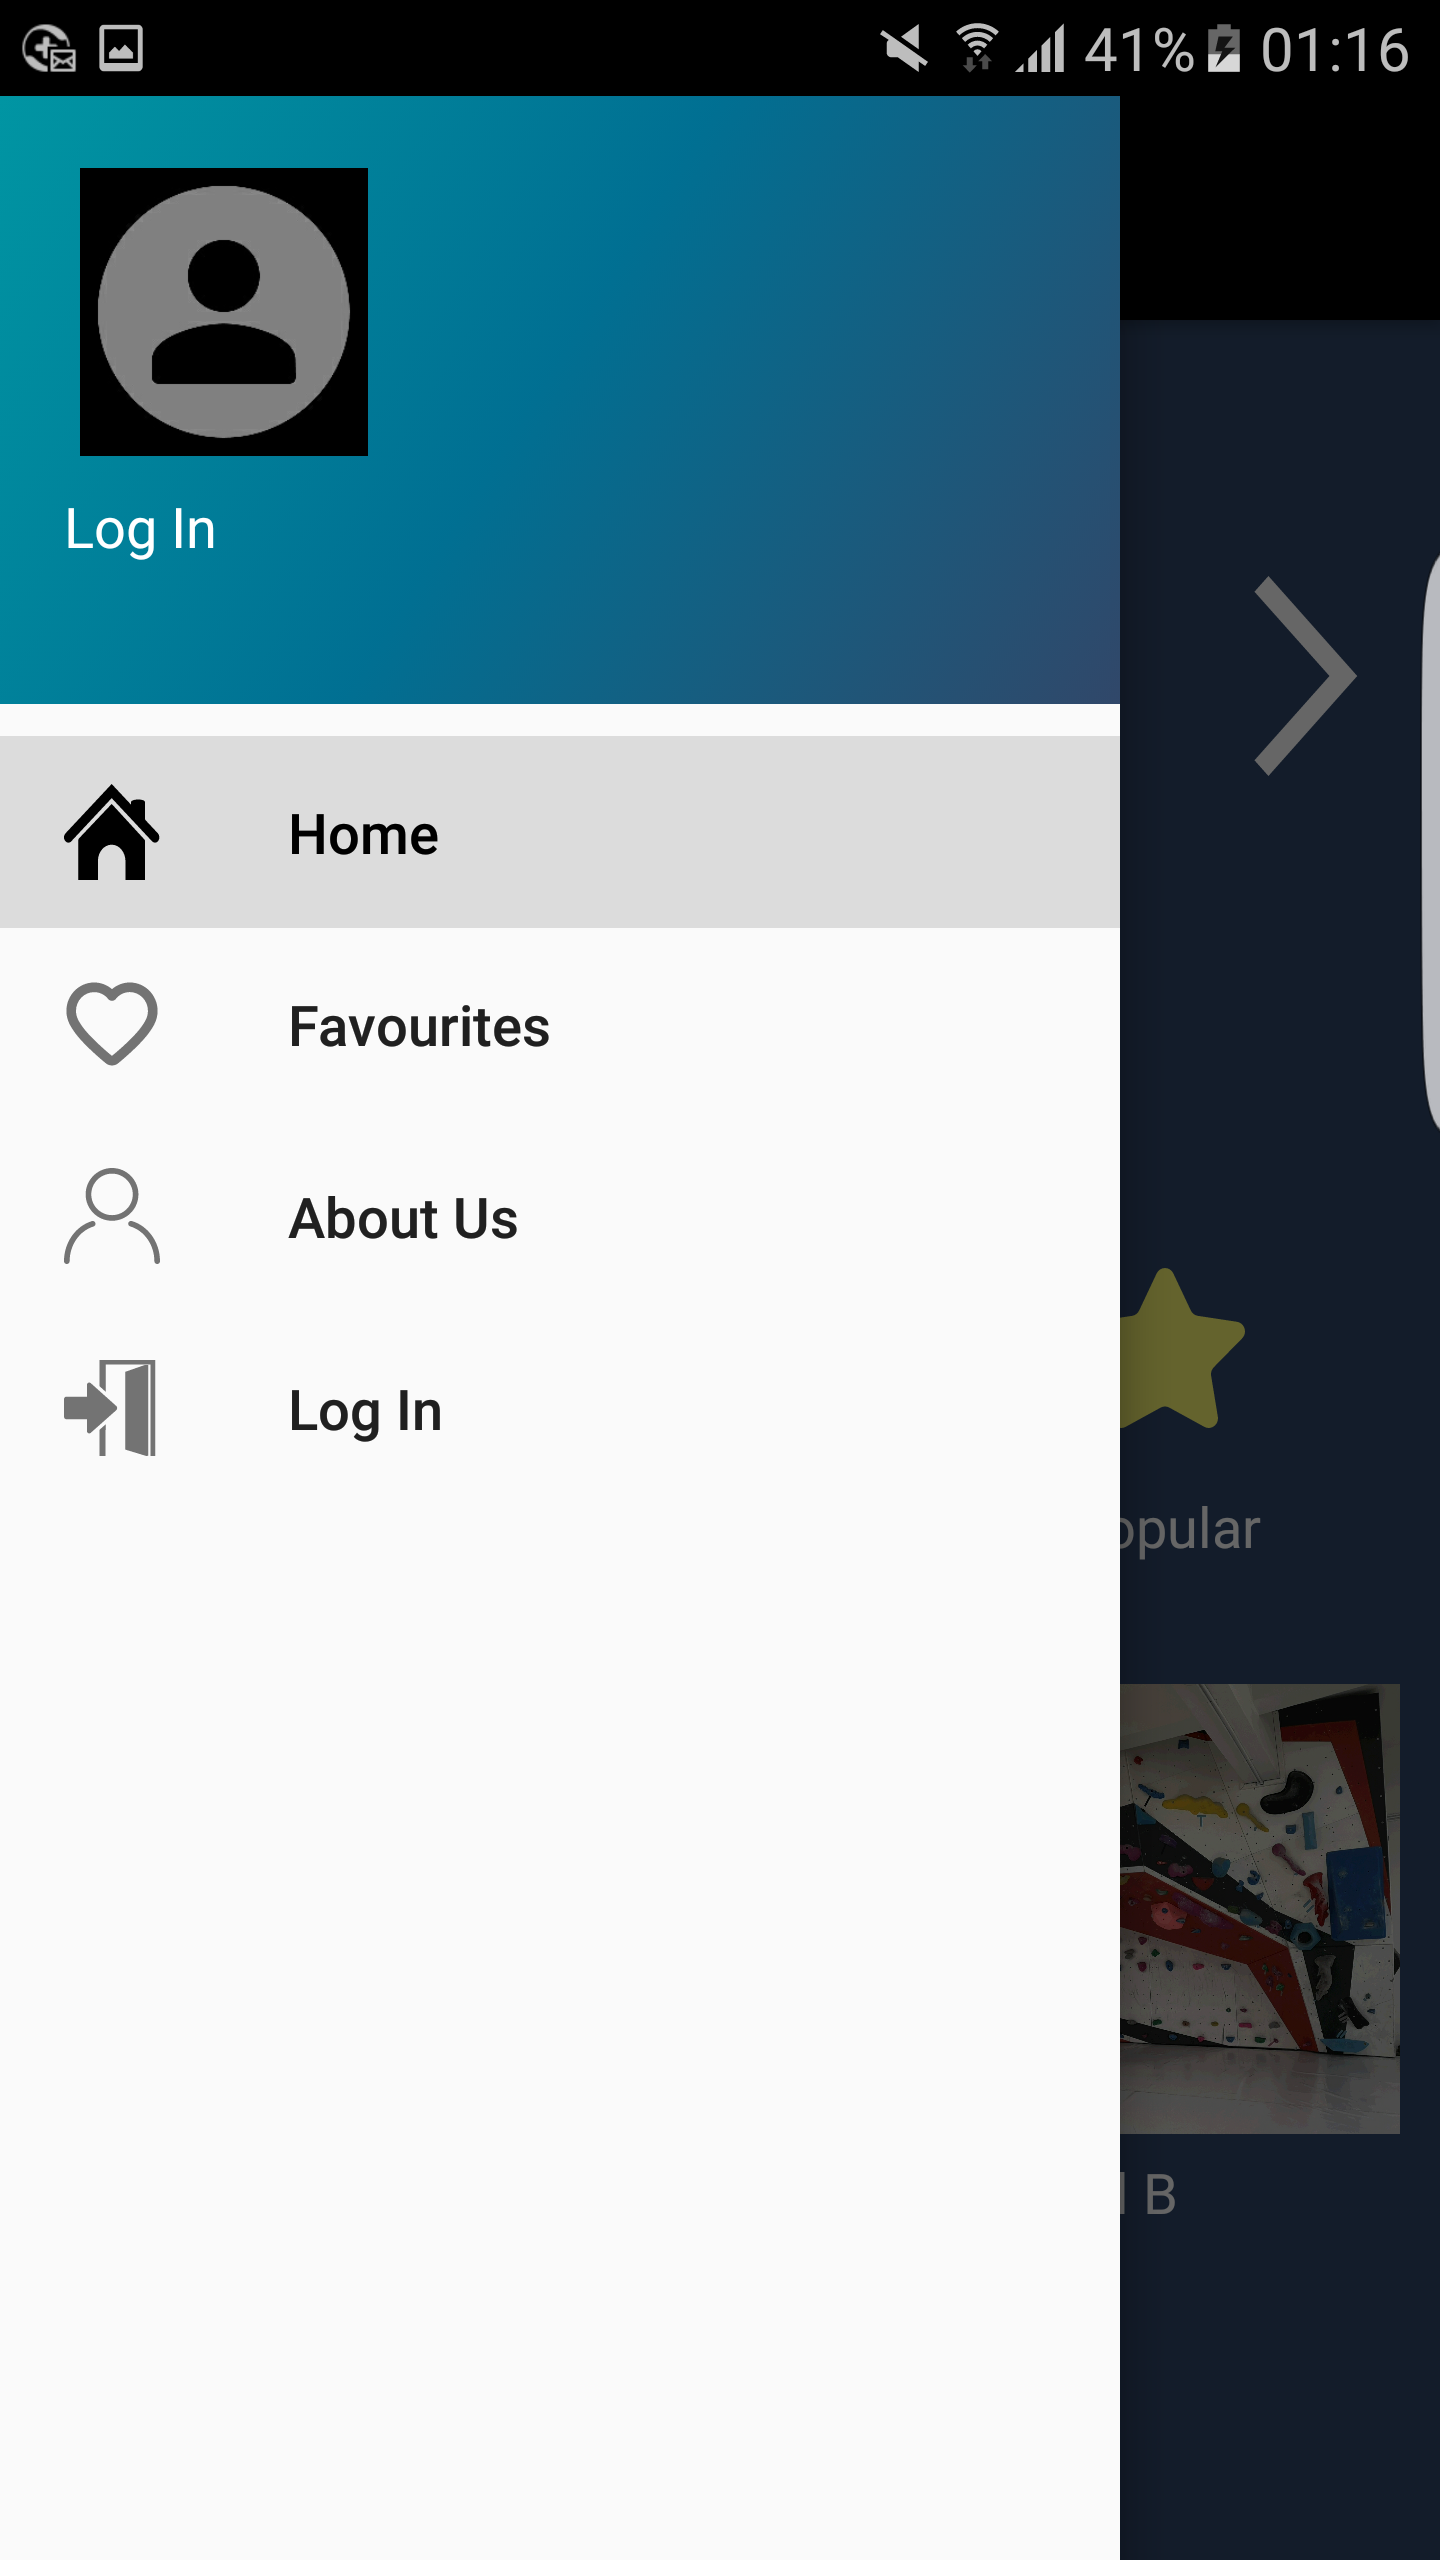 41% 01:16
Log In
Home
Favourites
About Us
Log In
opular
l B